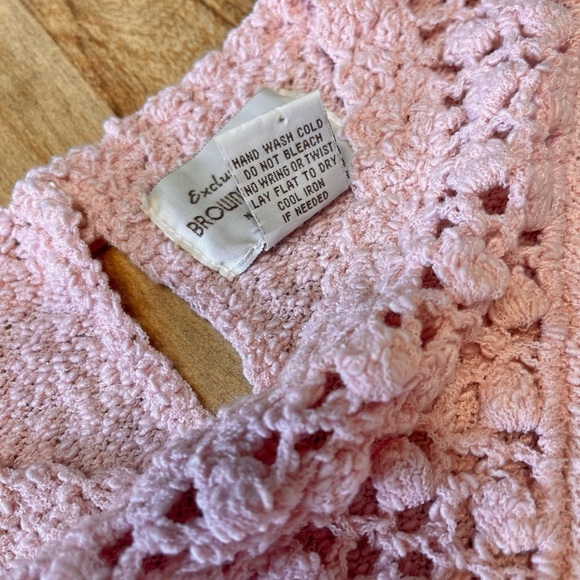 HAND WASH COLD
DO NOT BLEACH
NO WRING OR TWIST
LAY FLAT TO DRY
COOL IRON
IF NEEDED